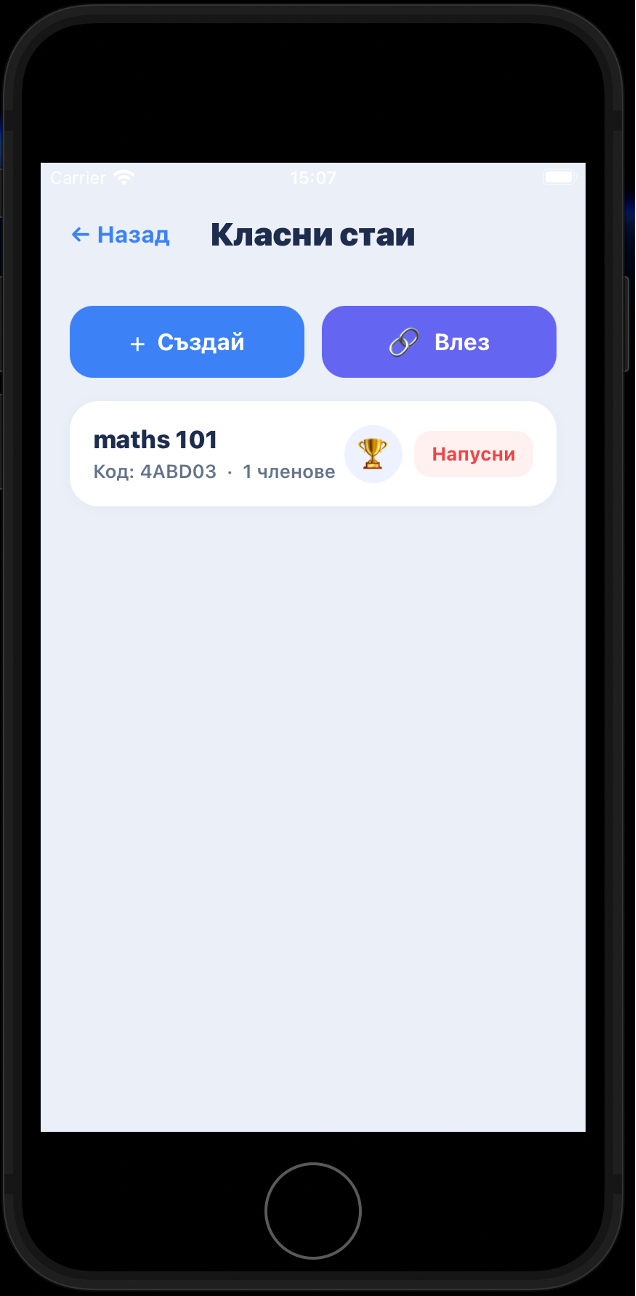 Carrier 15:07
← Назад Класни стаи
+ Създай
Влез
maths 101
Код: 4ABD03 · 1 членове
Напусни